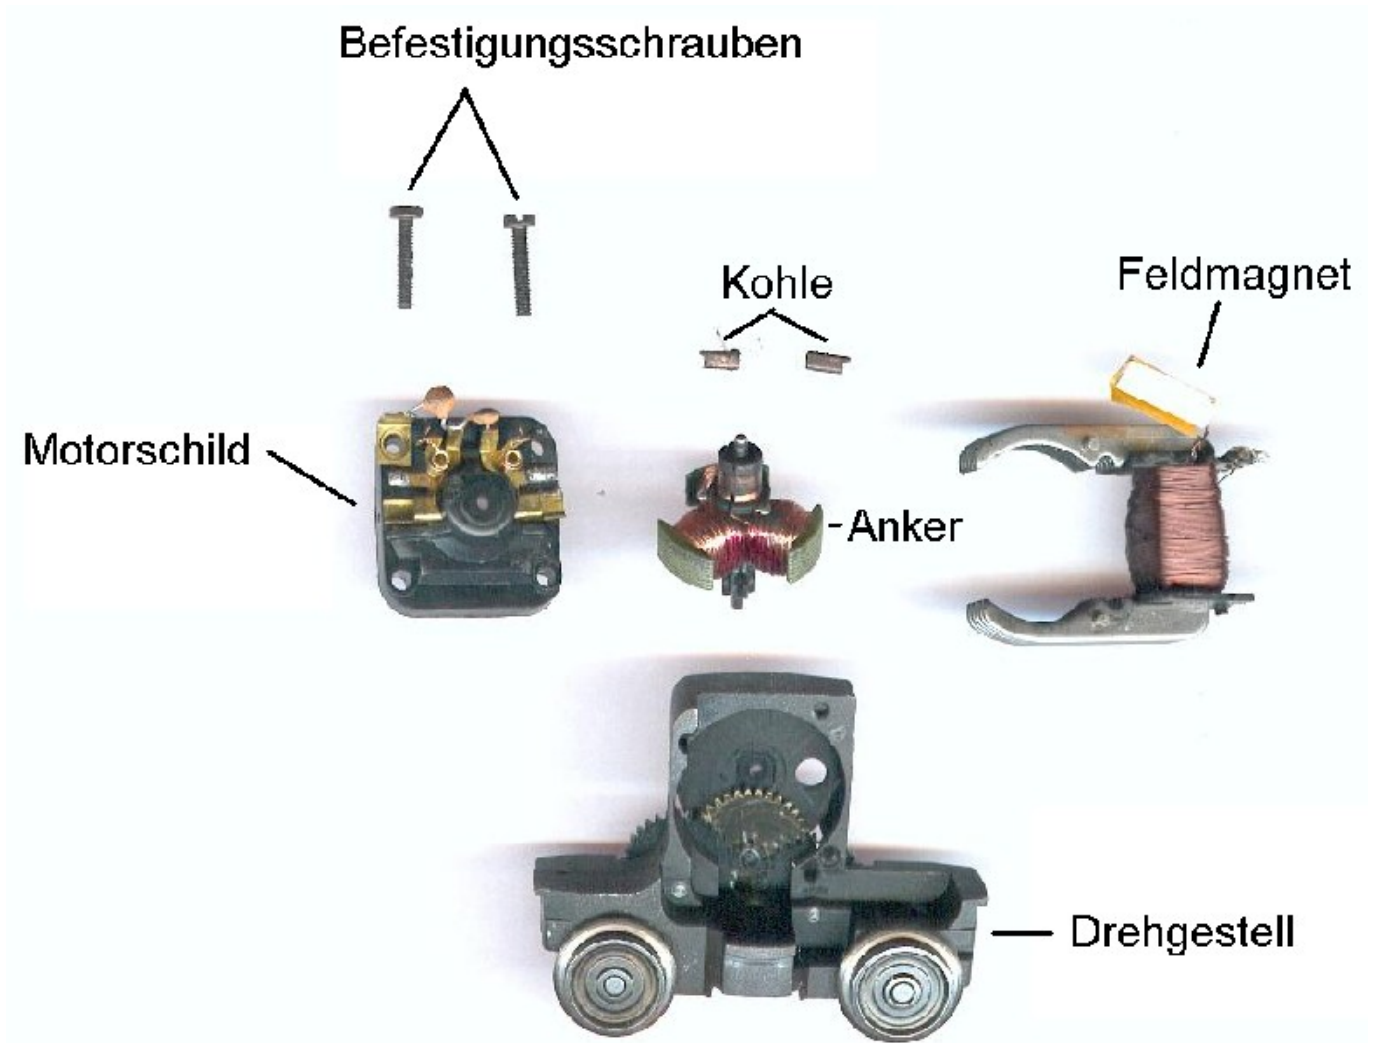 Befestigungsschrauben
Kohle
Feldmagnet
Motorschild
Anker
Drehgestell